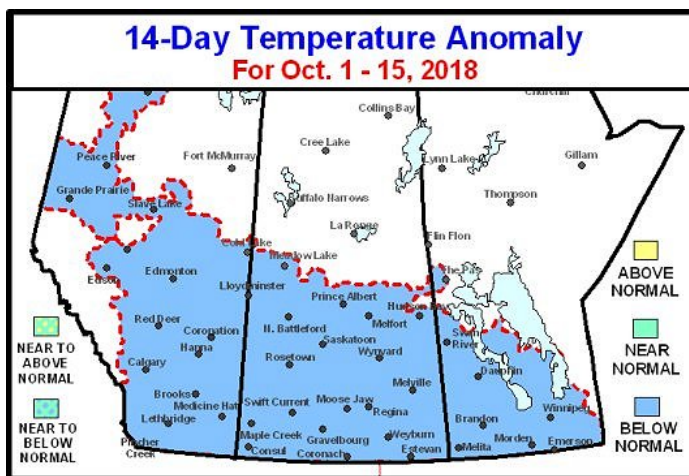 14-Day Temperature Anomaly
For Oct. 1 - 15, 2018
Churchill
Collins Bay
Cree Lake
Peace River
Fort McMurray
Lynn Lake
Gillam
Grande Prairie
Slave Lake
Buffalo Narrows
Thompson
La Ronge
Flin Flon
Cold Lake
Meadow Lake
The Pas
Edson
Edmonton
Lloydminster
Prince Albert
Hudson Bay
ABOVE
NORMAL
Red Deer
Coronation
N. Battleford
Melfort
Swan
River
NEAR TO
ABOVE
NORMAL
Hanna
Saskatoon
Wynyard
NEAR
NORMAL
Calgary
Rosetown
Dauphin
Brooks
Melville
Medicine Hat
Swift Current
Moose Jaw
Regina
Winnipeg
BELOW
NORMAL
NEAR TO
BELOW
NORMAL
Lethbridge
Brandon
Pincher
Creek
Maple Creek
Gravelbourg
Weyburn
Morden
Consul
Coronach
Estevan
Melita
Emerson